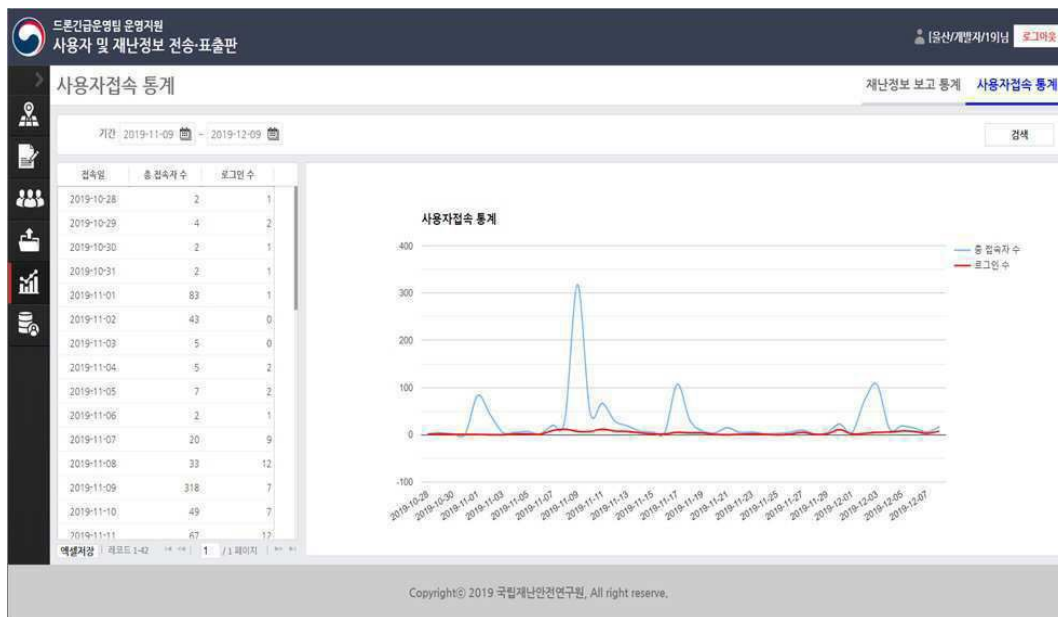 드론긴급운영팀 운영지원
사용자 및 재난정보 전송·표출판
[울산/개발자/19]님 로그아웃
사용자접속 통계
재난정보 보고 통계 사용자접속 통계
기간 2019-11-09 ~ 2019-12-09 검색
접속일 총 접속자 수 로그인 수
2019-10-28 2 1
2019-10-29 4 2
2019-10-30 2 1
2019-10-31 2 1
2019-11-01 83 1
2019-11-02 43 0
2019-11-03 5 0
2019-11-04 5 2
2019-11-05 7 2
2019-11-06 2 1
2019-11-07 20 9
2019-11-08 33 12
2019-11-09 318 7
2019-11-10 49 7
2019-11-11 67 12
엑셀저장 레코드 1-42 1 / 1 페이지
사용자접속 통계
400
300
200
100
0
-100
총 접속자 수
로그인 수
2019-10-28 2019-10-30 2019-11-01 2019-11-03 2019-11-05 2019-11-07 2019-11-09 2019-11-11 2019-11-13 2019-11-15 2019-11-17 2019-11-19 2019-11-21 2019-11-23 2019-11-25 2019-11-27 2019-11-29 2019-12-01 2019-12-03 2019-12-05 2019-12-07
Copyrightⓒ 2019 국립재난안전연구원, All right reserve.